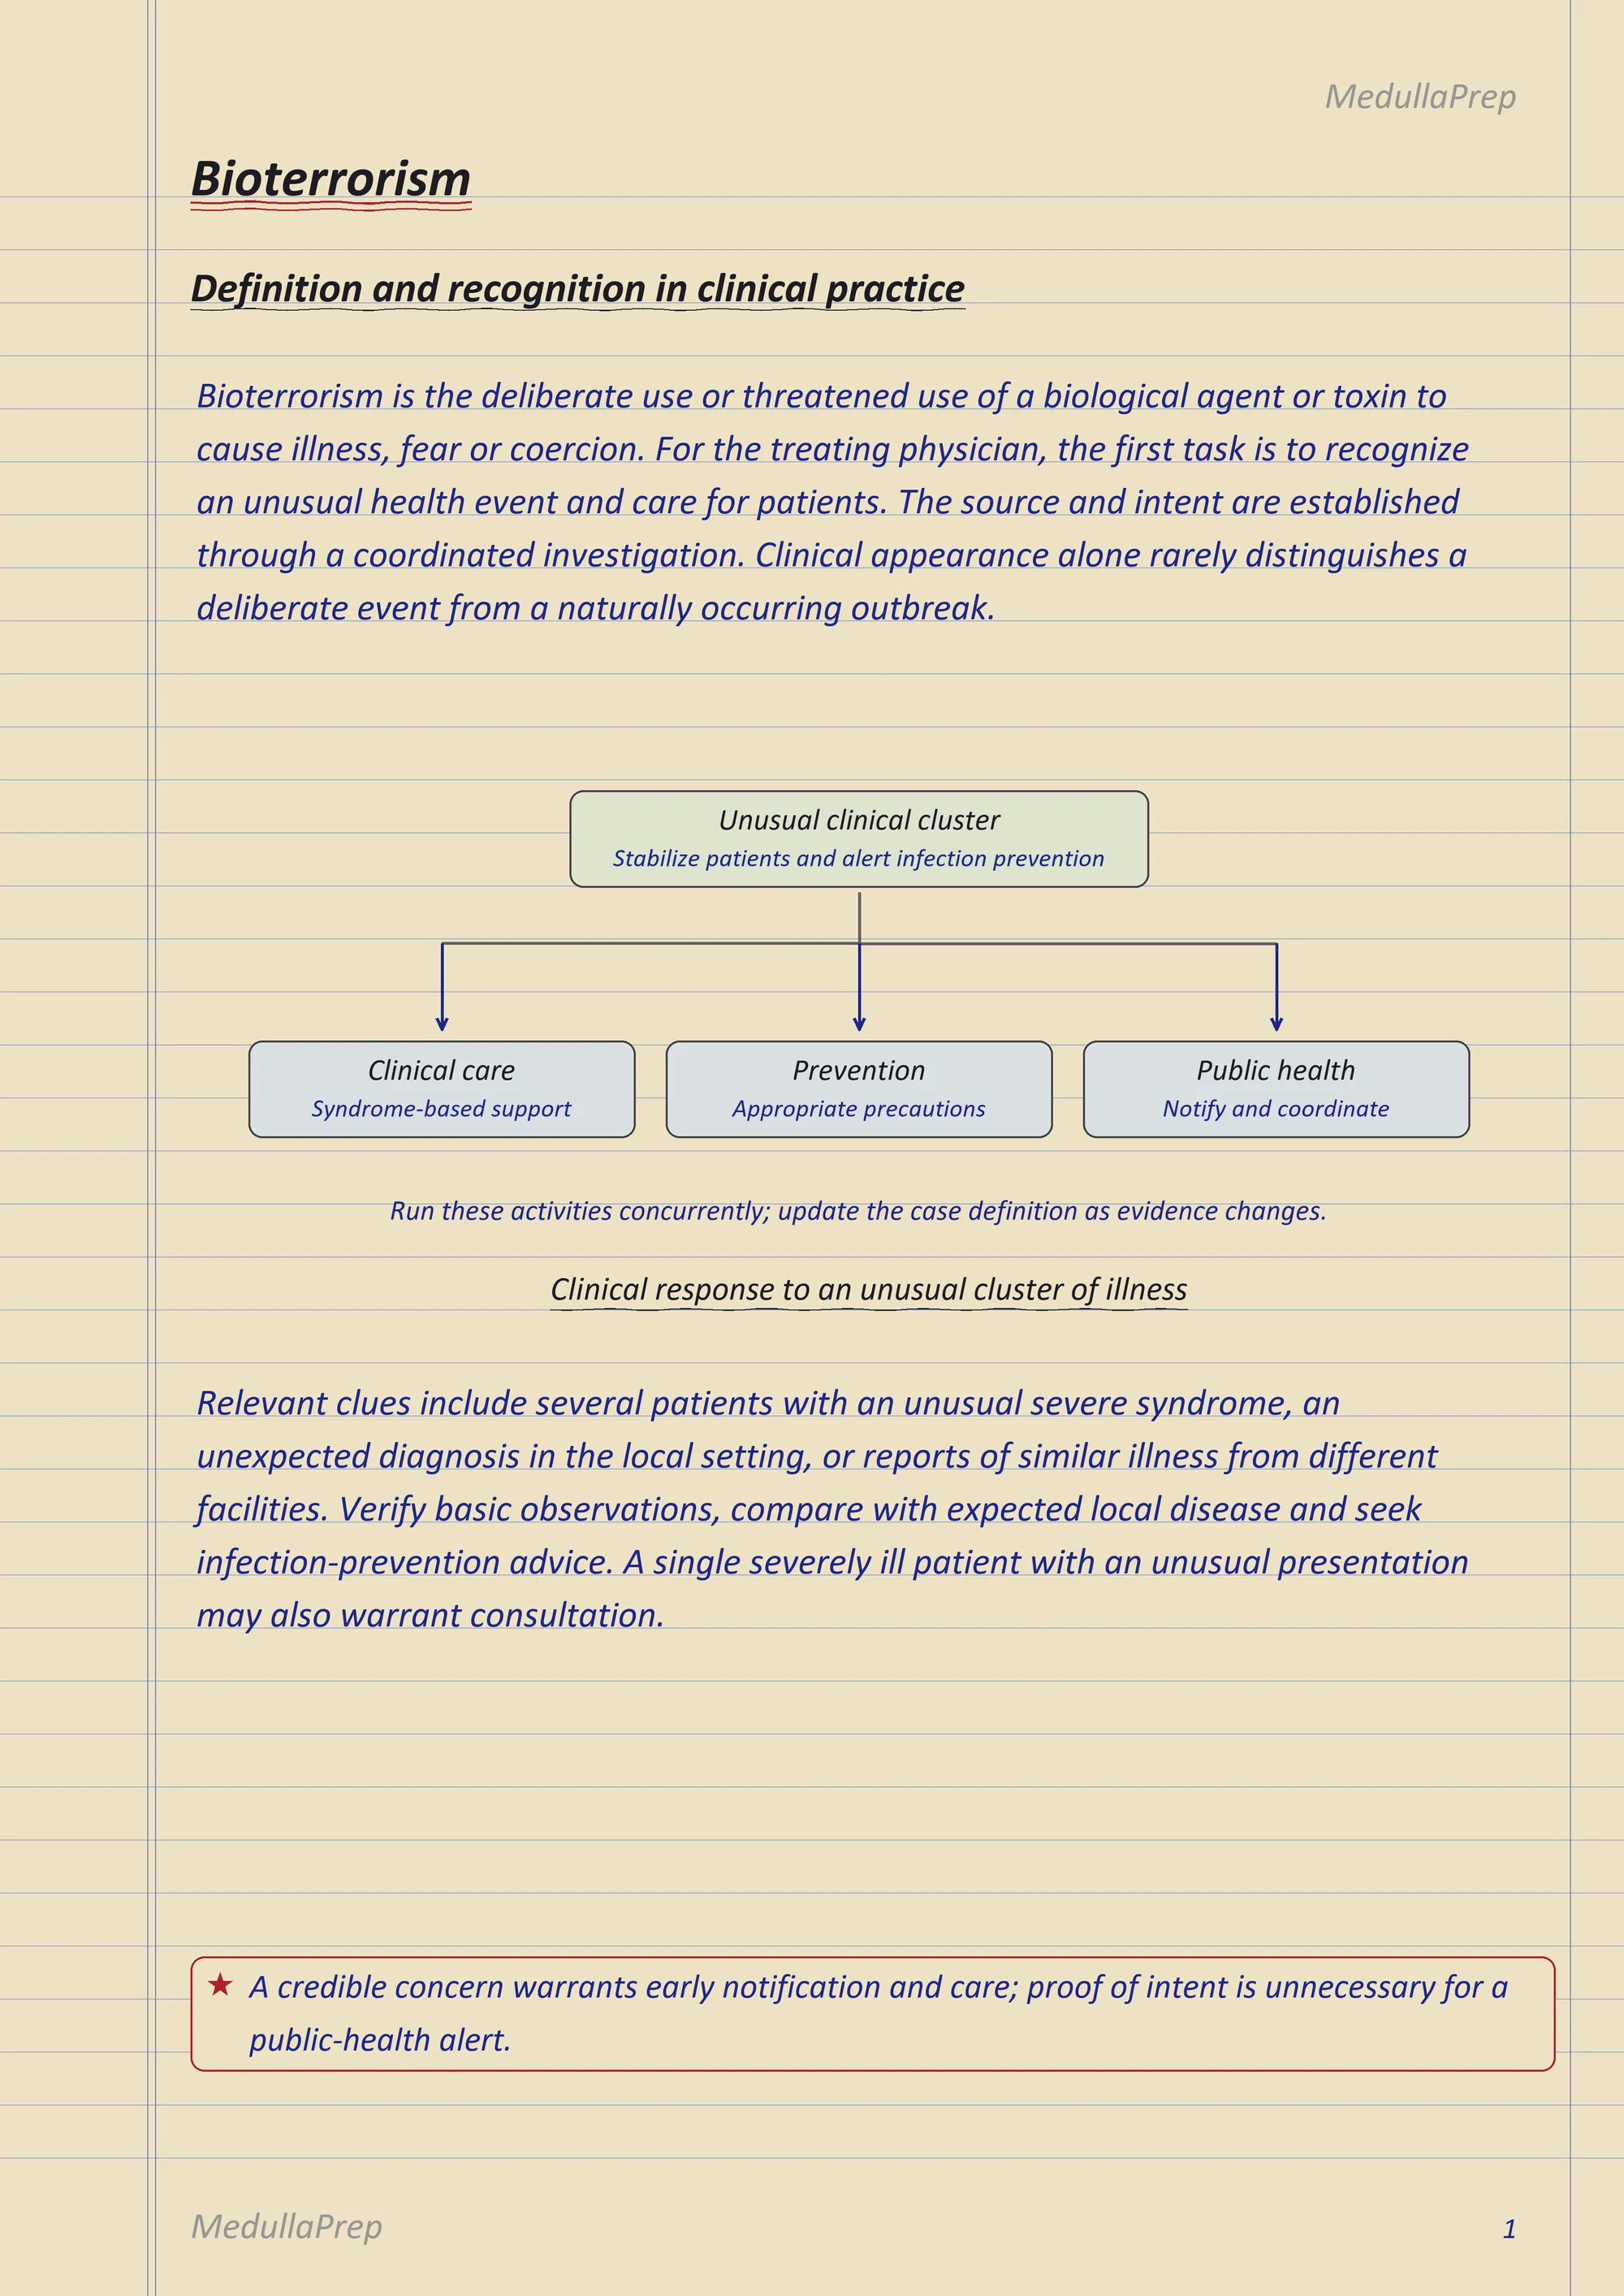 MedullaPrep
Bioterrorism
Definition and recognition in clinical practice
Bioterrorism is the deliberate use or threatened use of a biological agent or toxin to
cause illness, fear or coercion. For the treating physician, the first task is to recognize
an unusual health event and care for patients. The source and intent are established
through a coordinated investigation. Clinical appearance alone rarely distinguishes a
deliberate event from a naturally occurring outbreak.
Unusual clinical cluster
Stabilize patients and alert infection prevention
Clinical care
Syndrome-based support
Prevention
Appropriate precautions
Public health
Notify and coordinate
Run these activities concurrently; update the case definition as evidence changes.
Clinical response to an unusual cluster of illness
Relevant clues include several patients with an unusual severe syndrome, an
unexpected diagnosis in the local setting, or reports of similar illness from different
facilities. Verify basic observations, compare with expected local disease and seek
infection-prevention advice. A single severely ill patient with an unusual presentation
may also warrant consultation.
★ A credible concern warrants early notification and care; proof of intent is unnecessary for a
public-health alert.
MedullaPrep
1